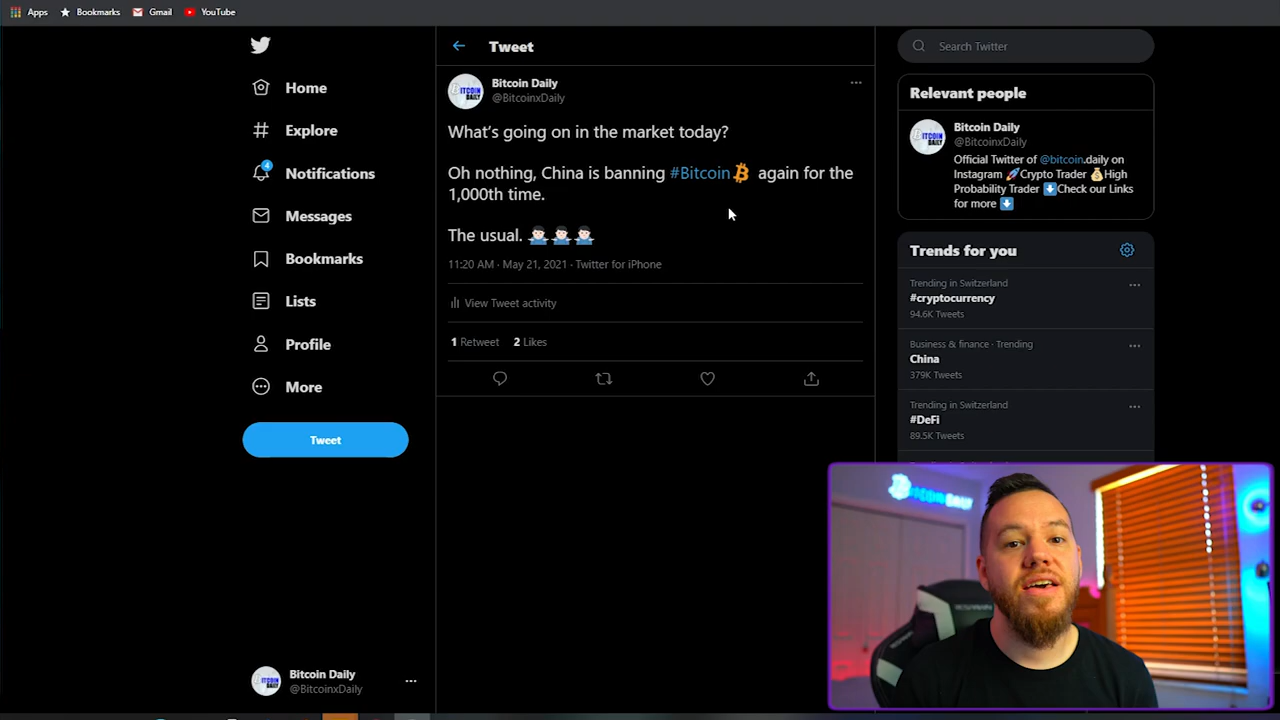 Apps
Bookmarks
Gmail
YouTube
Tweet
Search Twitter
Home
Explore
4
Notifications
Messages
Bookmarks
Lists
Profile
More
Tweet
Bitcoin Daily
@BitcoinxDaily
What's going on in the market today?
Oh nothing, China is banning #Bitcoin again for the
1,000th time.
The usual. 🤷🏻‍♂️🤷🏻‍♂️🤷🏻‍♂️
11:20 AM · May 21, 2021 · Twitter for iPhone
View Tweet activity
1 Retweet 2 Likes
Relevant people
Bitcoin Daily
@BitcoinxDaily
Official Twitter of @bitcoin.daily on
Instagram 🚀Crypto Trader 💰High
Probability Trader ⬇️Check our Links
for more ⬇️
Trends for you
Trending in Switzerland
#cryptocurrency
94.6K Tweets
Business & finance · Trending
China
379K Tweets
Trending in Switzerland
#DeFi
89.5K Tweets
BITCOIN DAILY
Bitcoin Daily
@BitcoinxDaily